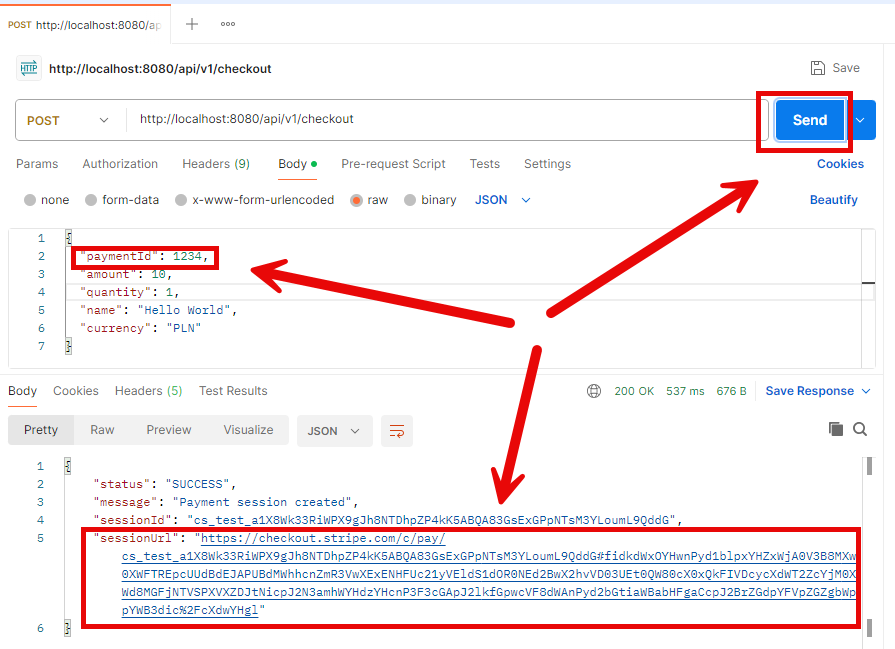 POST http://localhost:8080/ap
HTTP http://localhost:8080/api/v1/checkout Save
POST http://localhost:8080/api/v1/checkout Send
Params Authorization Headers (9) Body Pre-request Script Tests Settings Cookies
none form-data x-www-form-urlencoded raw binary JSON Beautify
1 {
2 "paymentId": 1234,
3 "amount": 10,
4 "quantity": 1,
5 "name": "Hello World",
6 "currency": "PLN"
7 }
Body Cookies Headers (5) Test Results 200 OK 537 ms 676 B Save Response
Pretty Raw Preview Visualize JSON
1 {
2 "status": "SUCCESS",
3 "message": "Payment session created",
4 "sessionId": "cs_test_a1X8Wk33RiWPX9gJh8NTDhpZP4kK5ABQA83GsExGPpNTsM3YLoumL9QddG",
5 "sessionUrl": "https://checkout.stripe.com/c/pay/
cs_test_a1X8Wk33RiWPX9gJh8NTDhpZP4kK5ABQA83GsExGPpNTsM3YLoumL9QddG#fidkdWxOYHwnPyd1blpxYHZxWjA0V3B8MXw
0XWFTREpcUUdBdEJAPUBdMWhhcnZmR3VwXExENHFUc21yVEldS1dOR0NEd2BwX2hvVD03UEt0QW80cX0xQkFIVDcycXdWT2ZcYjM0X
Wd8MGFjNTVSPXVXZDJtNicpJ2N3amhWYHdzYHcnP3F3cGApJ2lkfGpwcVF8dWAnPyd2bGtiaWBabHFgaCcpJ2BrZGdpYFVpZGZgbWp
pYWB3dic%2FcXdwYHgl"
6 }